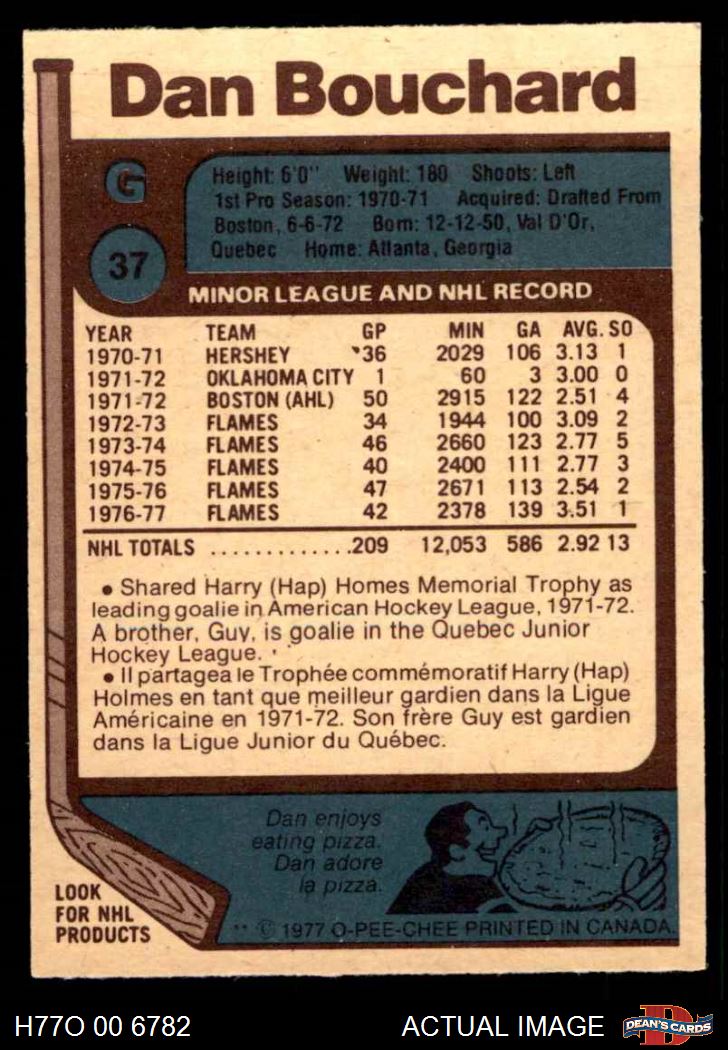 Dan Bouchard
G
37
Height: 6'0" Weight: 180 Shoots: Left
1st Pro Season: 1970-71 Acquired: Drafted From
Boston, 6-6-72 Born: 12-12-50, Val D'Or,
Quebec Home: Atlanta, Georgia
MINOR LEAGUE AND NHL RECORD
YEAR TEAM GP MIN GA AVG. SO
1970-71 HERSHEY 36 2029 106 3.13 1
1971-72 OKLAHOMA CITY 1 60 3 3.00 0
1971-72 BOSTON (AHL) 50 2915 122 2.51 4
1972-73 FLAMES 34 1944 100 3.09 2
1973-74 FLAMES 46 2660 123 2.77 5
1974-75 FLAMES 40 2400 111 2.77 3
1975-76 FLAMES 47 2671 113 2.54 2
1976-77 FLAMES 42 2378 139 3.51 1
NHL TOTALS .............209 12,053 586 2.92 13
• Shared Harry (Hap) Homes Memorial Trophy as
leading goalie in American Hockey League, 1971-72.
A brother, Guy, is goalie in the Quebec Junior
Hockey League.
• Il partagea le Trophée commémoratif Harry (Hap)
Holmes en tant que meilleur gardien dans la Ligue
Américaine en 1971-72. Son frère Guy est gardien
dans la Ligue Junior du Québec.
Dan enjoys
eating pizza.
Dan adore
la pizza.
LOOK
FOR NHL
PRODUCTS
** © 1977 O-PEE-CHEE PRINTED IN CANADA.
H77O 00 6782 ACTUAL IMAGE
D
DEAN'S CARDS